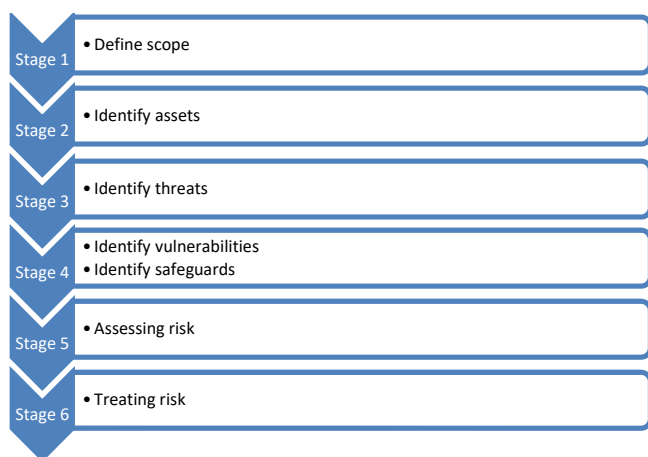 Stage 1
• Define scope
Stage 2
• Identify assets
Stage 3
• Identify threats
Stage 4
• Identify vulnerabilities
• Identify safeguards
Stage 5
• Assessing risk
Stage 6
• Treating risk